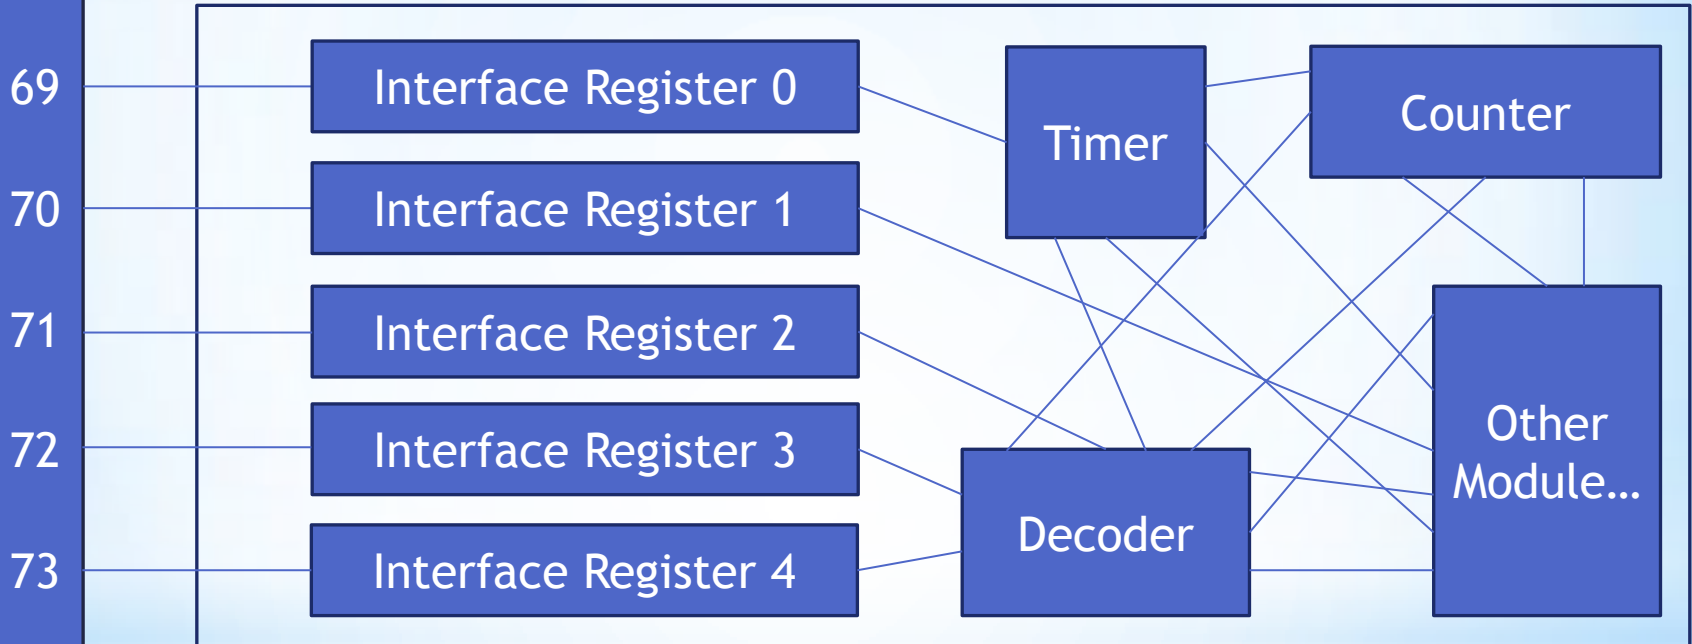 69
Interface Register 0
Timer
Counter
70
Interface Register 1
71
Interface Register 2
72
Interface Register 3
Other
Module…
Decoder
73
Interface Register 4